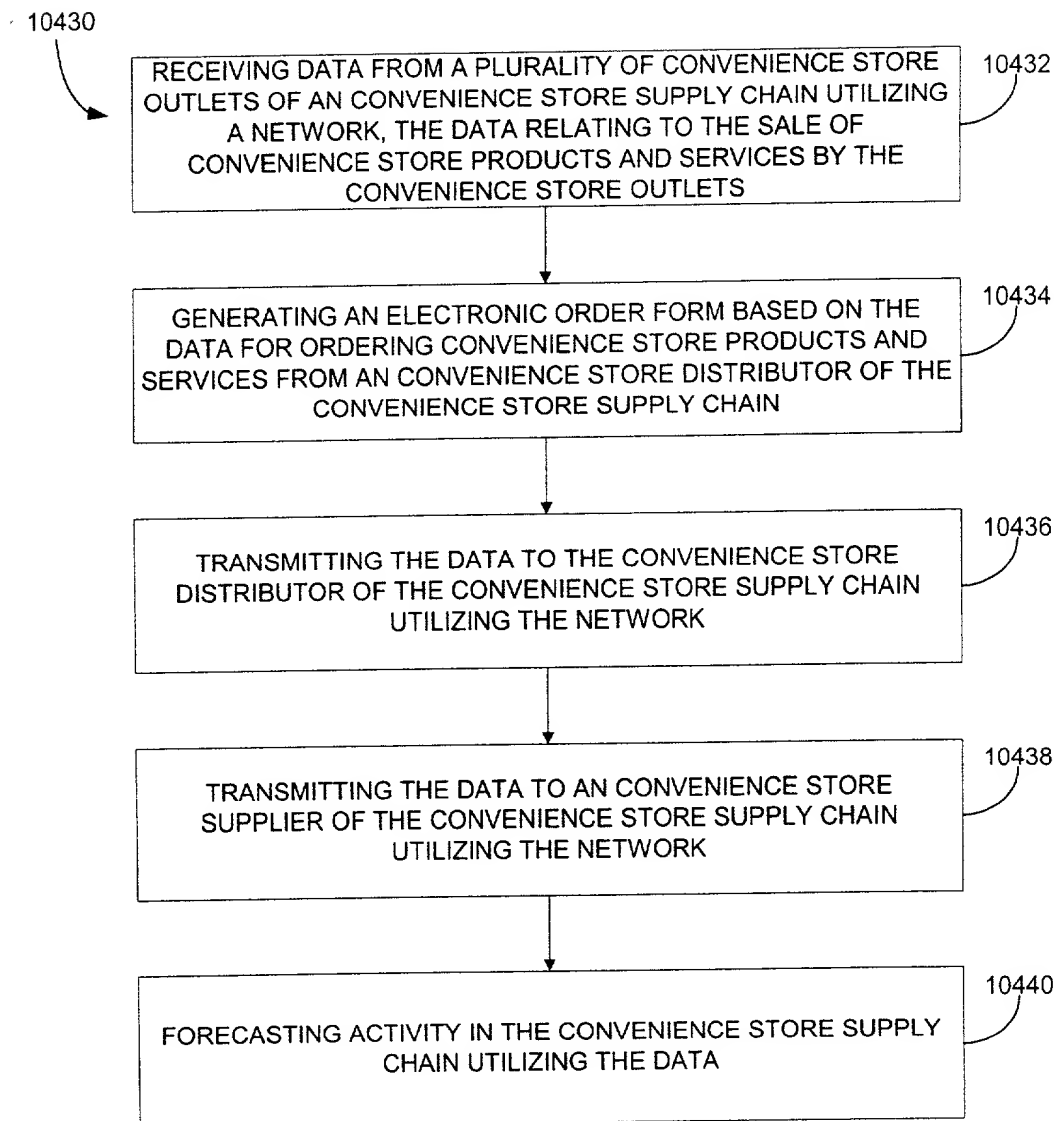 10430
RECEIVING DATA FROM A PLURALITY OF CONVENIENCE STORE
OUTLETS OF AN CONVENIENCE STORE SUPPLY CHAIN UTILIZING
A NETWORK, THE DATA RELATING TO THE SALE OF
CONVENIENCE STORE PRODUCTS AND SERVICES BY THE
CONVENIENCE STORE OUTLETS
10432
GENERATING AN ELECTRONIC ORDER FORM BASED ON THE
DATA FOR ORDERING CONVENIENCE STORE PRODUCTS AND
SERVICES FROM AN CONVENIENCE STORE DISTRIBUTOR OF THE
CONVENIENCE STORE SUPPLY CHAIN
10434
TRANSMITTING THE DATA TO THE CONVENIENCE STORE
DISTRIBUTOR OF THE CONVENIENCE STORE SUPPLY CHAIN
UTILIZING THE NETWORK
10436
TRANSMITTING THE DATA TO AN CONVENIENCE STORE
SUPPLIER OF THE CONVENIENCE STORE SUPPLY CHAIN
UTILIZING THE NETWORK
10438
FORECASTING ACTIVITY IN THE CONVENIENCE STORE SUPPLY
CHAIN UTILIZING THE DATA
10440